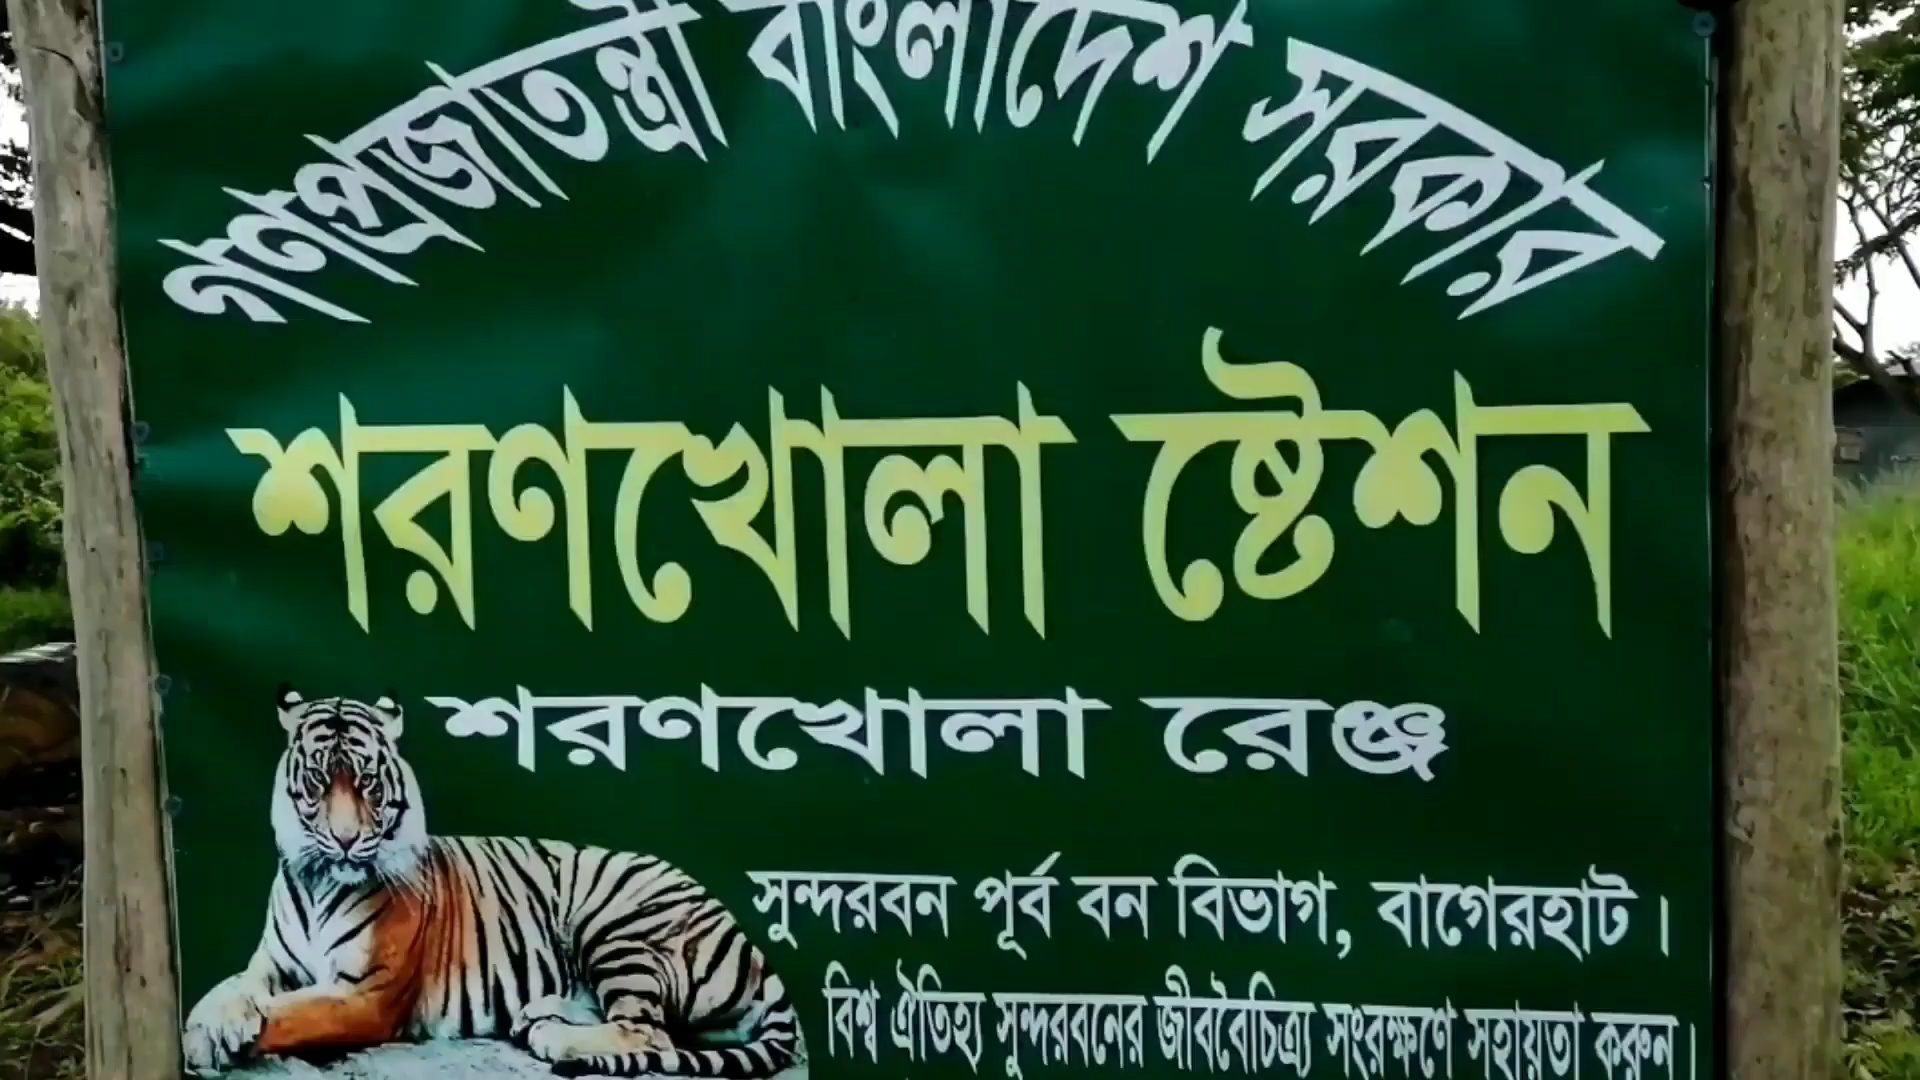 গণপ্রজাতন্ত্রী বাংলাদেশ সরকার
শরণখোলা ষ্টেশন
শরণখোলা রেঞ্জ
সুন্দরবন পূর্ব বন বিভাগ, বাগেরহাট।
বিশ্ব ঐতিহ্য সুন্দরবনের জীববৈচিত্র্য সংরক্ষণে সহায়তা করুন।